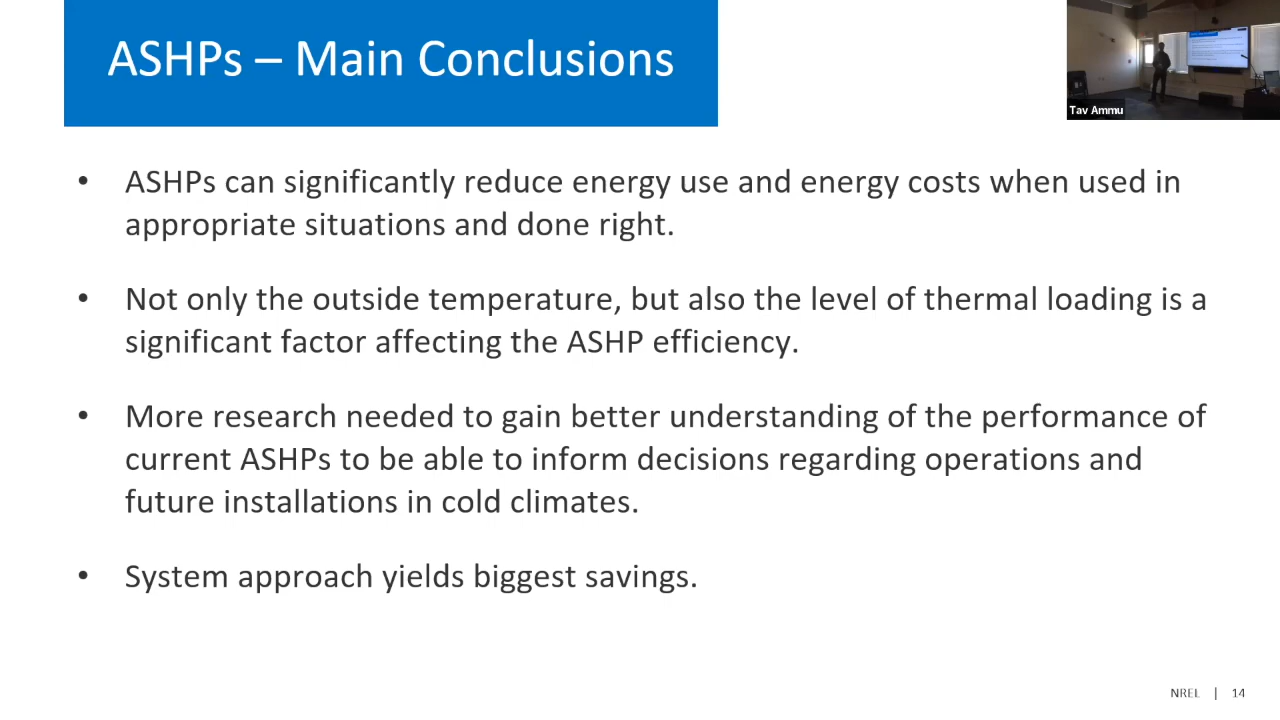 ASHPs – Main Conclusions
Tav Ammu
• ASHPs can significantly reduce energy use and energy costs when used in
appropriate situations and done right.
• Not only the outside temperature, but also the level of thermal loading is a
significant factor affecting the ASHP efficiency.
• More research needed to gain better understanding of the performance of
current ASHPs to be able to inform decisions regarding operations and
future installations in cold climates.
• System approach yields biggest savings.
NREL | 14